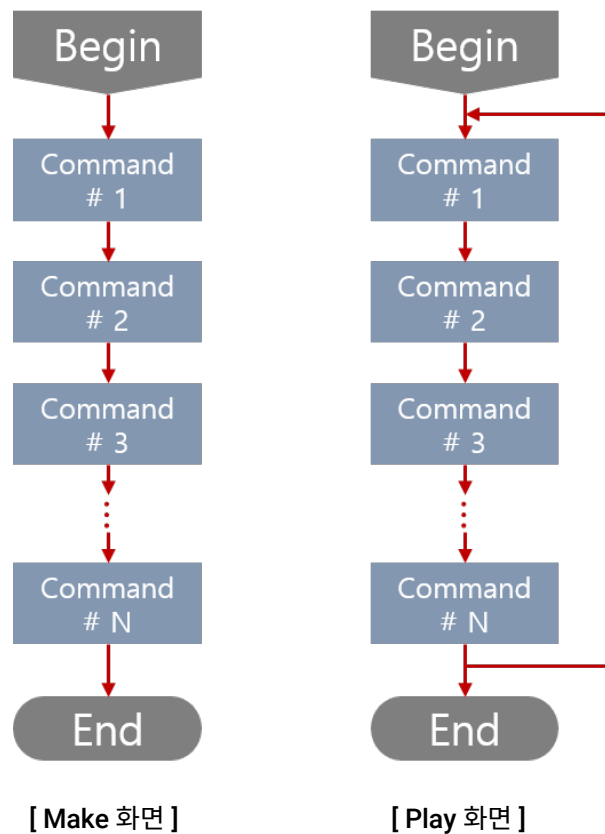 Begin
Command
# 1
Command
# 2
Command
# 3
Command
# N
End
[ Make 화면 ]
Begin
Command
# 1
Command
# 2
Command
# 3
Command
# N
End
[ Play 화면 ]